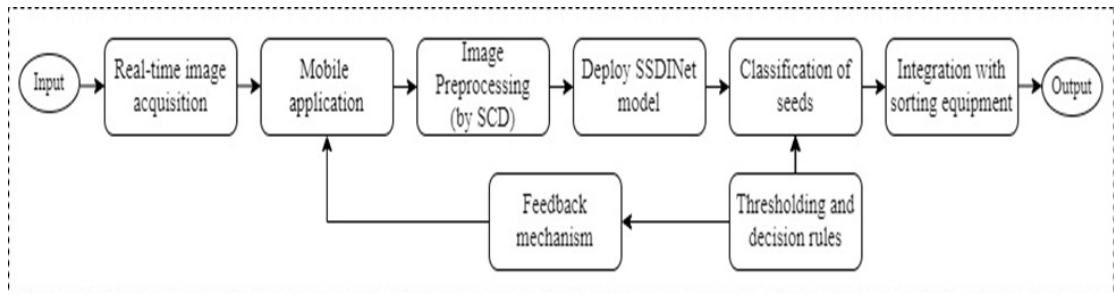 Input
Real-time image
acquisition
Mobile
application
Image
Preprocessing
(by SCD)
Deploy SSDINet
model
Classification of
seeds
Integration with
sorting equipment
Output
Feedback
mechanism
Thresholding and
decision rules